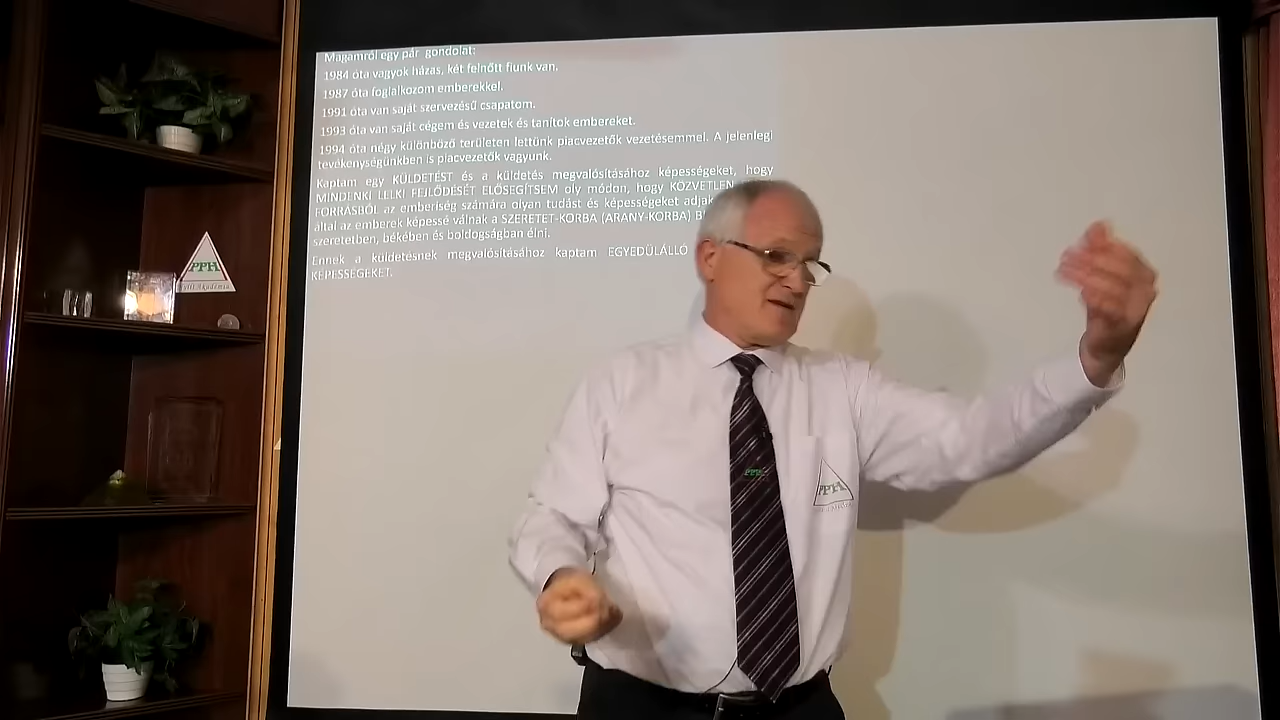 Magamról egy pár gondolat:
1984 óta vagyok házas, két felnőtt fiunk van.
1987 óta foglalkozom emberekkel.
1991 óta van saját szervezésű csapatom.
1993 óta van saját cégem és vezetek és tanítok embereket.
1994 óta négy különböző területen lettünk piacvezetők vezetésemmel. A jelenlegi
tevékenységünkben is piacvezetők vagyunk.
Kaptam egy KÜLDETÉST és a küldetés megvalósításához képességeket, hogy
MINDENKI LELKI FEJLŐDÉSÉT ELŐSEGÍTSEM oly módon, hogy KÖZVETLEN
FORRÁSBÓL az emberiség számára olyan tudást és képességeket adjak
által az emberek képessé válnak a SZERETET-KORBA (ARANY-KORBA)
szeretetben, békében és boldogságban élni.
Ennek a küldetésnek megvalósításához kaptam EGYEDÜLÁLLÓ
KÉPESSÉGEKET.
PPH
PPH
PPH